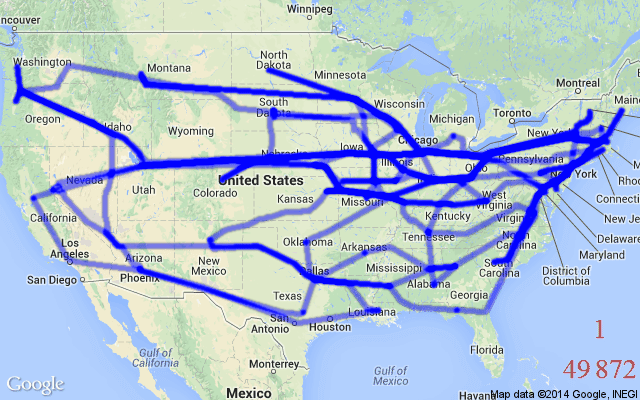 Winnipeg
ancouver
Washington
Montana
North
Dakota
Minnesota
Montreal
Maine
Oregon
Idaho
South
Dakota
Wisconsin
Michigan
Toronto
Wyoming
New York
Iowa
Chicago
Nebraska
Illinois
Ohio
Pennsylvania
Nevada
Utah
Colorado
United States
New York
Rhod
Connectic
Kansas
Missouri
West
Virginia
Kentucky
Virginia
New Jers
Delaware
Maryland
California
Los
Angeles
Arizona
Phoenix
New
Mexico
Oklahoma
Arkansas
Tennessee
North
Carolina
San Diego
Dallas
Mississippi
Alabama
South
Carolina
District of
Columbia
Texas
Georgia
San
Antonio
Houston
Louisiana
Gulf of
California
Monterrey
Florida
1
49 872
Gulf of
Mexico
Mexico
Havana
Google
Map data ©2014 Google, INEGI